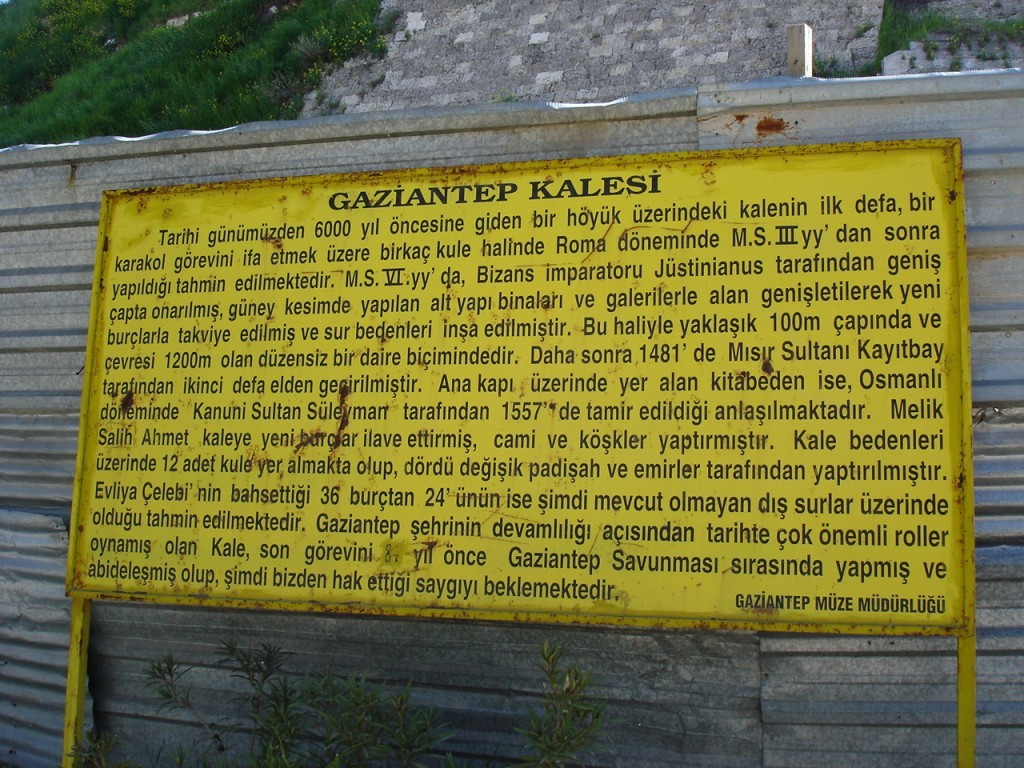 GAZİANTEP KALESİ
Tarihi günümüzden 6000 yıl öncesine giden bir höyük üzerindeki kalenin ilk defa, bir
karakol görevini ifa etmek üzere birkaç kule halinde Roma döneminde M.S. III yy' dan sonra
yapıldığı tahmin edilmektedir. M.S. VI .yy' da, Bizans imparatoru Jüstinianus tarafından geniş
çapta onarılmış, güney kesimde yapılan alt yapı binaları ve galerilerle alan genişletilerek yeni
burçlarla takviye edilmiş ve sur bedenleri inşa edilmiştir. Bu haliyle yaklaşık 100m çapında ve
çevresi 1200m olan düzensiz bir daire biçimindedir. Daha sonra 1481' de Mısır Sultanı Kayıtbay
tarafından ikinci defa elden geçirilmiştir. Ana kapı üzerinde yer alan kitabeden ise, Osmanlı
döneminde Kanuni Sultan Süleyman tarafından 1557' de tamir edildiği anlaşılmaktadır. Melik
Salih Ahmet kaleye yeni burçlar ilave ettirmiş, cami ve köşkler yaptırmıştır. Kale bedenleri
üzerinde 12 adet kule yer almakta olup, dördü değişik padişah ve emirler tarafından yaptırılmıştır.
Evliya Çelebi' nin bahsettiği 36 burçtan 24' ünün ise şimdi mevcut olmayan dış surlar üzerinde
olduğu tahmin edilmektedir. Gaziantep şehrinin devamlılığı açısından tarihte çok önemli roller
oynamış olan Kale, son görevini yıl önce Gaziantep Savunması sırasında yapmış ve
abideleşmiş olup, şimdi bizden hak ettiği saygıyı beklemektedir.
GAZİANTEP MÜZE MÜDÜRLÜĞÜ